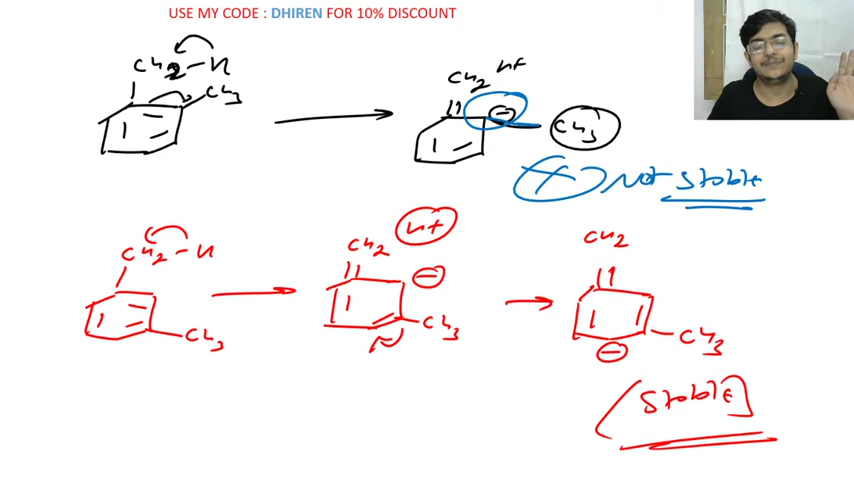 USE MY CODE : DHIREN FOR 10% DISCOUNT
CH2-H
CH3
CH2 H+
CH3
Not stable
CH2-H
CH3
CH2 H+
CH3
CH2
CH3
stable